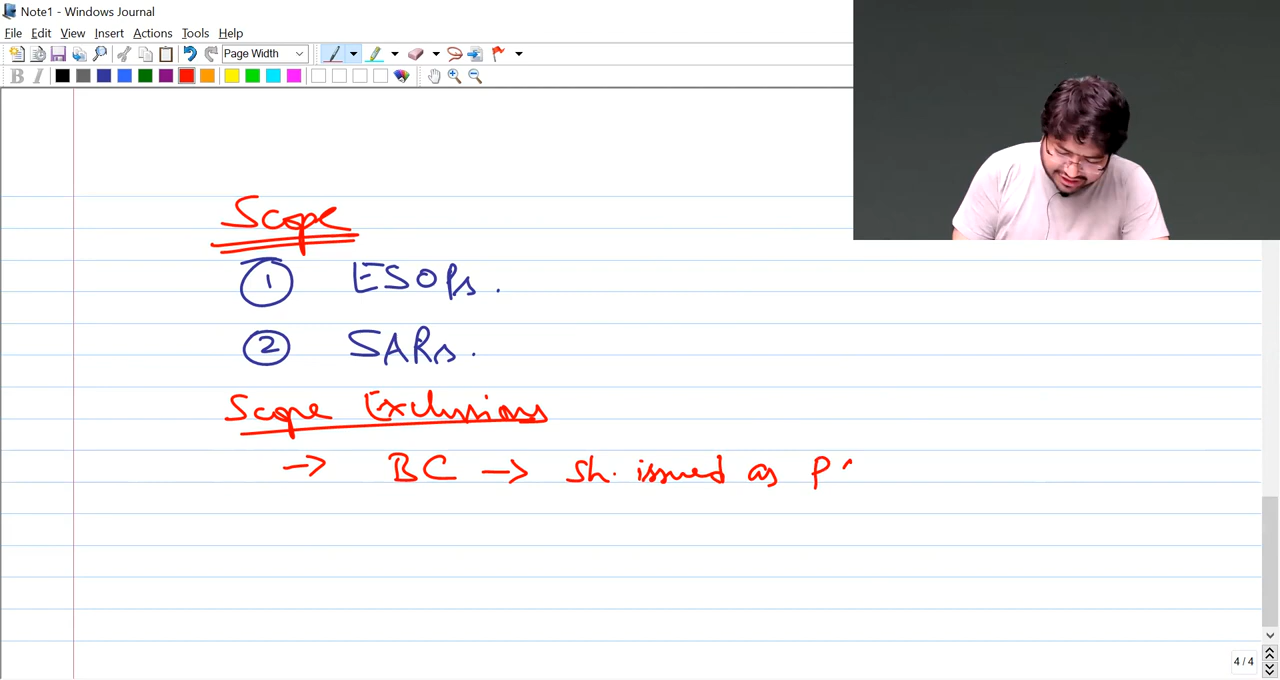 Note1 - Windows Journal
File Edit View Insert Actions Tools Help
Page Width
B I
Scope
1 ESOPs.
2 SARs.
Scope Exclusions
→ BC → Sh. issued as P
4 / 4